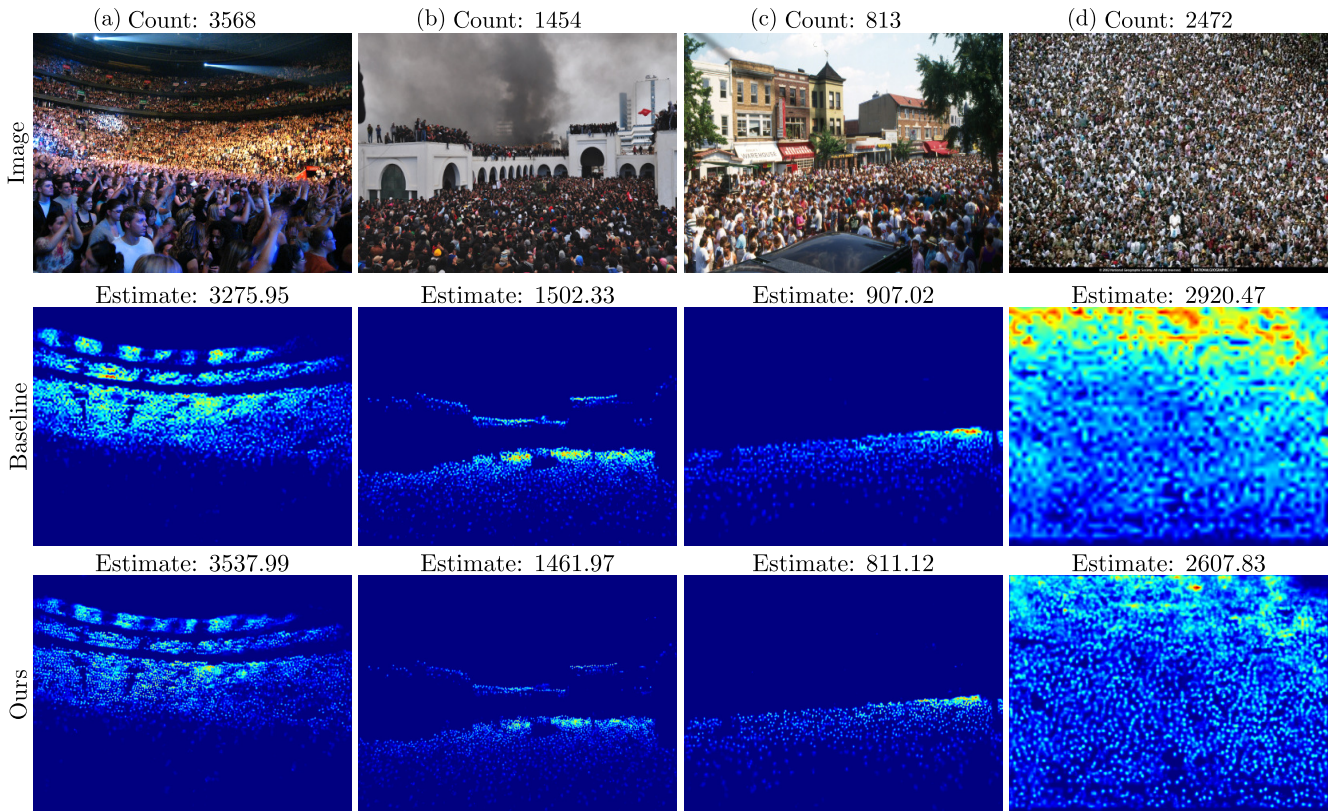 (a) Count: 3568
(b) Count: 1454
(c) Count: 813
(d) Count: 2472
Image
WAREHOUSE
Estimate: 3275.95
Estimate: 1502.33
Estimate: 907.02
Estimate: 2920.47
Baseline
Estimate: 3537.99
Estimate: 1461.97
Estimate: 811.12
Estimate: 2607.83
Ours